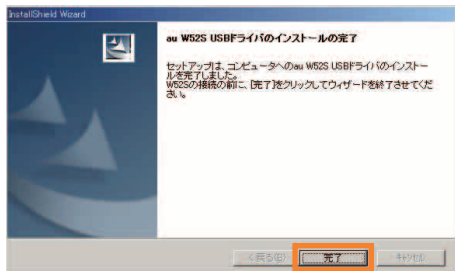 InstallShield Wizard
au W52S USBドライバのインストールの完了
セットアップは、コンピュータへのau W52S USBドライバのインストー
ルを完了しました。
W52Sの接続の前に、[完了]をクリックしてウィザードを終了させてくだ
さい。
< 戻る(B)
完了
キャンセル